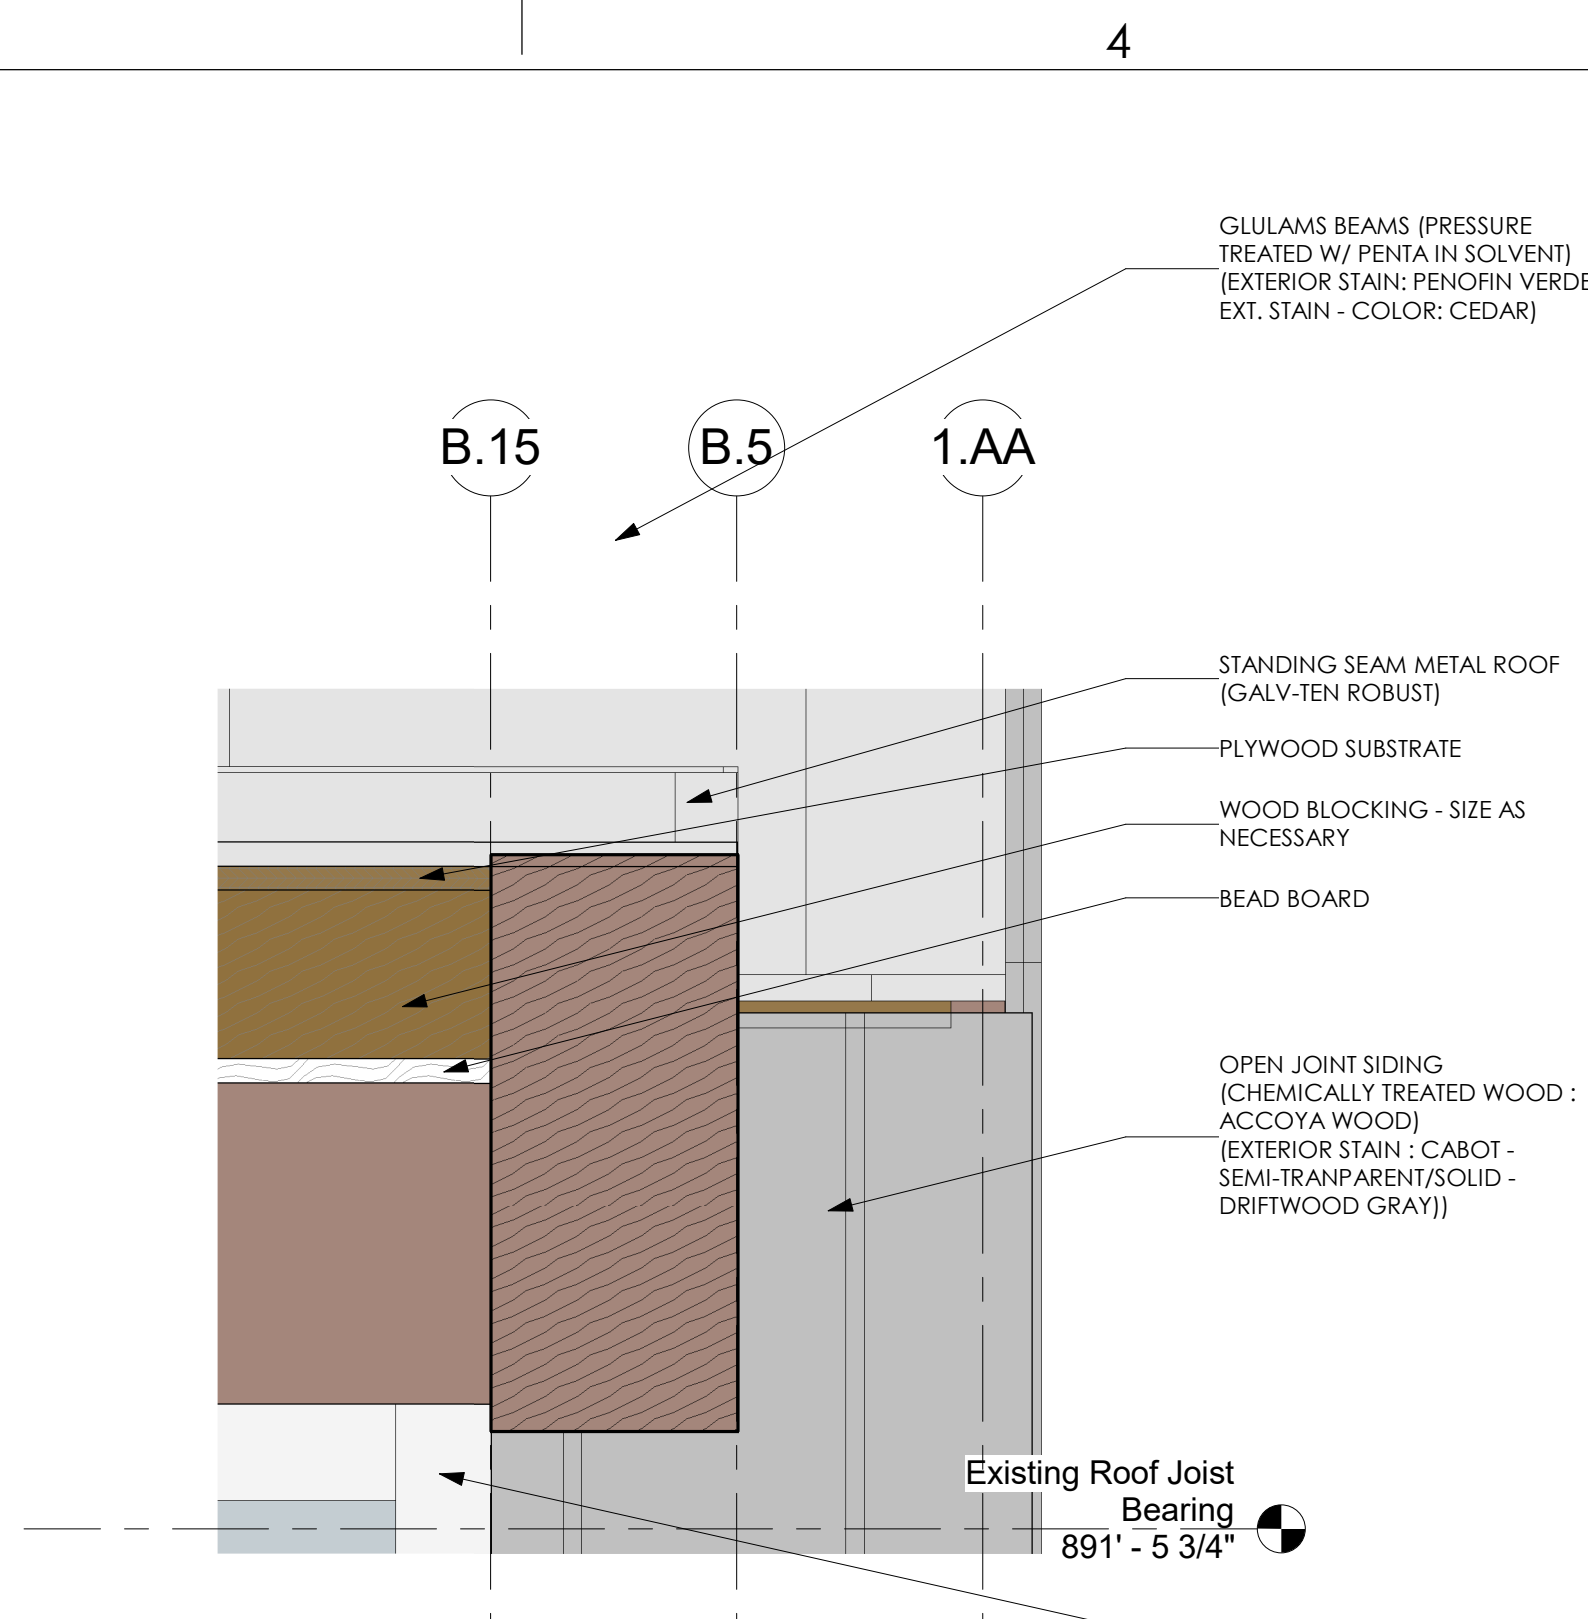 4
GLULAMS BEAMS (PRESSURE
TREATED W/ PENTA IN SOLVENT)
(EXTERIOR STAIN: PENOFIN VERDE
EXT. STAIN - COLOR: CEDAR)
B.15
B.5
1.AA
STANDING SEAM METAL ROOF
(GALV-TEN ROBUST)
PLYWOOD SUBSTRATE
WOOD BLOCKING - SIZE AS
NECESSARY
BEAD BOARD
OPEN JOINT SIDING
(CHEMICALLY TREATED WOOD :
ACCOYA WOOD)
(EXTERIOR STAIN : CABOT -
SEMI-TRANPARENT/SOLID -
DRIFTWOOD GRAY))
Existing Roof Joist
Bearing
891' - 5 3/4"